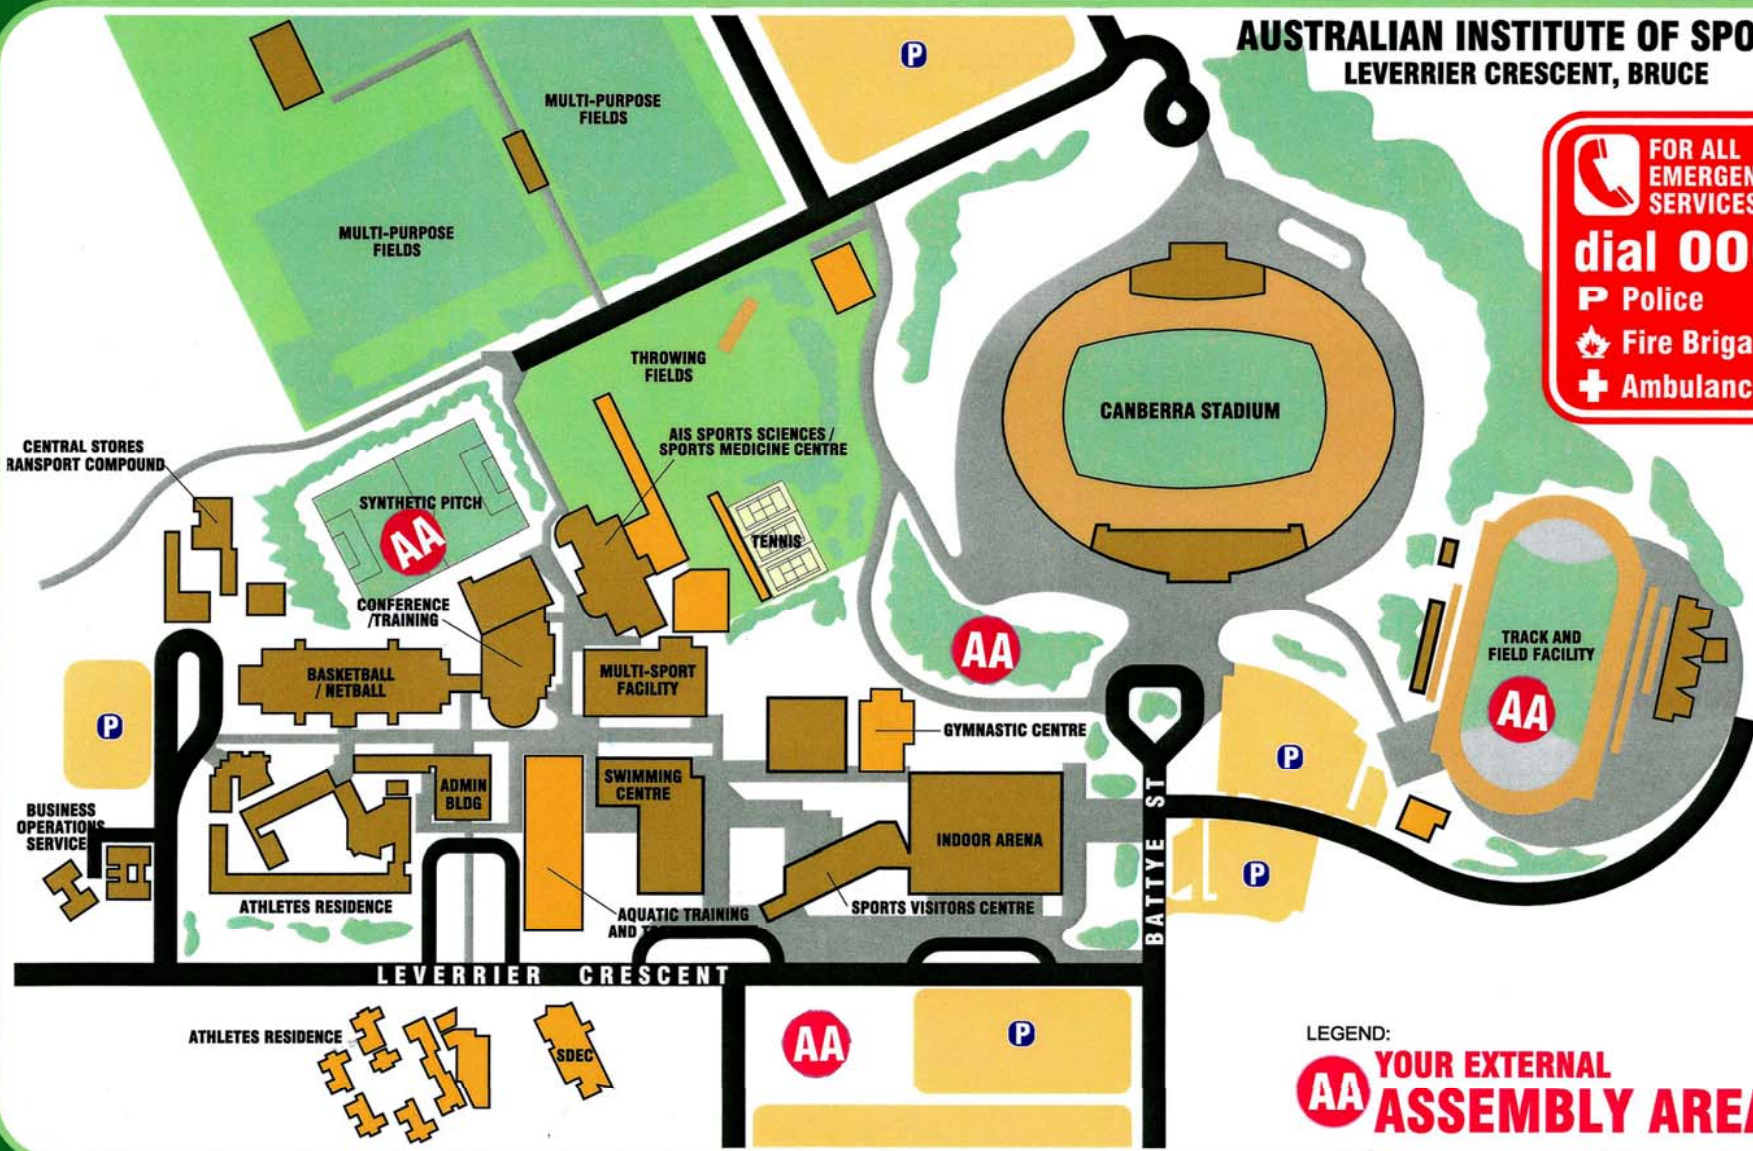 AUSTRALIAN INSTITUTE OF SPO
LEVERRIER CRESCENT, BRUCE
P
MULTI-PURPOSE
FIELDS
MULTI-PURPOSE
FIELDS
FOR ALL
EMERGEN
SERVICES
dial 00
P Police
Fire Briga
Ambulanc
THROWING
FIELDS
CANBERRA STADIUM
AIS SPORTS SCIENCES /
SPORTS MEDICINE CENTRE
CENTRAL STORES
RANSPORT COMPOUND
SYNTHETIC PITCH
AA
TENNIS
CONFERENCE
/TRAINING
AA
TRACK AND
FIELD FACILITY
AA
BASKETBALL
/ NETBALL
MULTI-SPORT
FACILITY
P
GYMNASTIC CENTRE
P
ADMIN
BLDG
SWIMMING
CENTRE
BUSINESS
OPERATIONS
SERVICE
INDOOR ARENA
BATTYE ST
P
ATHLETES RESIDENCE
AQUATIC TRAINING
AND
SPORTS VISITORS CENTRE
LEVERRIER CRESCENT
ATHLETES RESIDENCE
SDEC
AA
P
LEGEND:
AA YOUR EXTERNAL
ASSEMBLY AREA